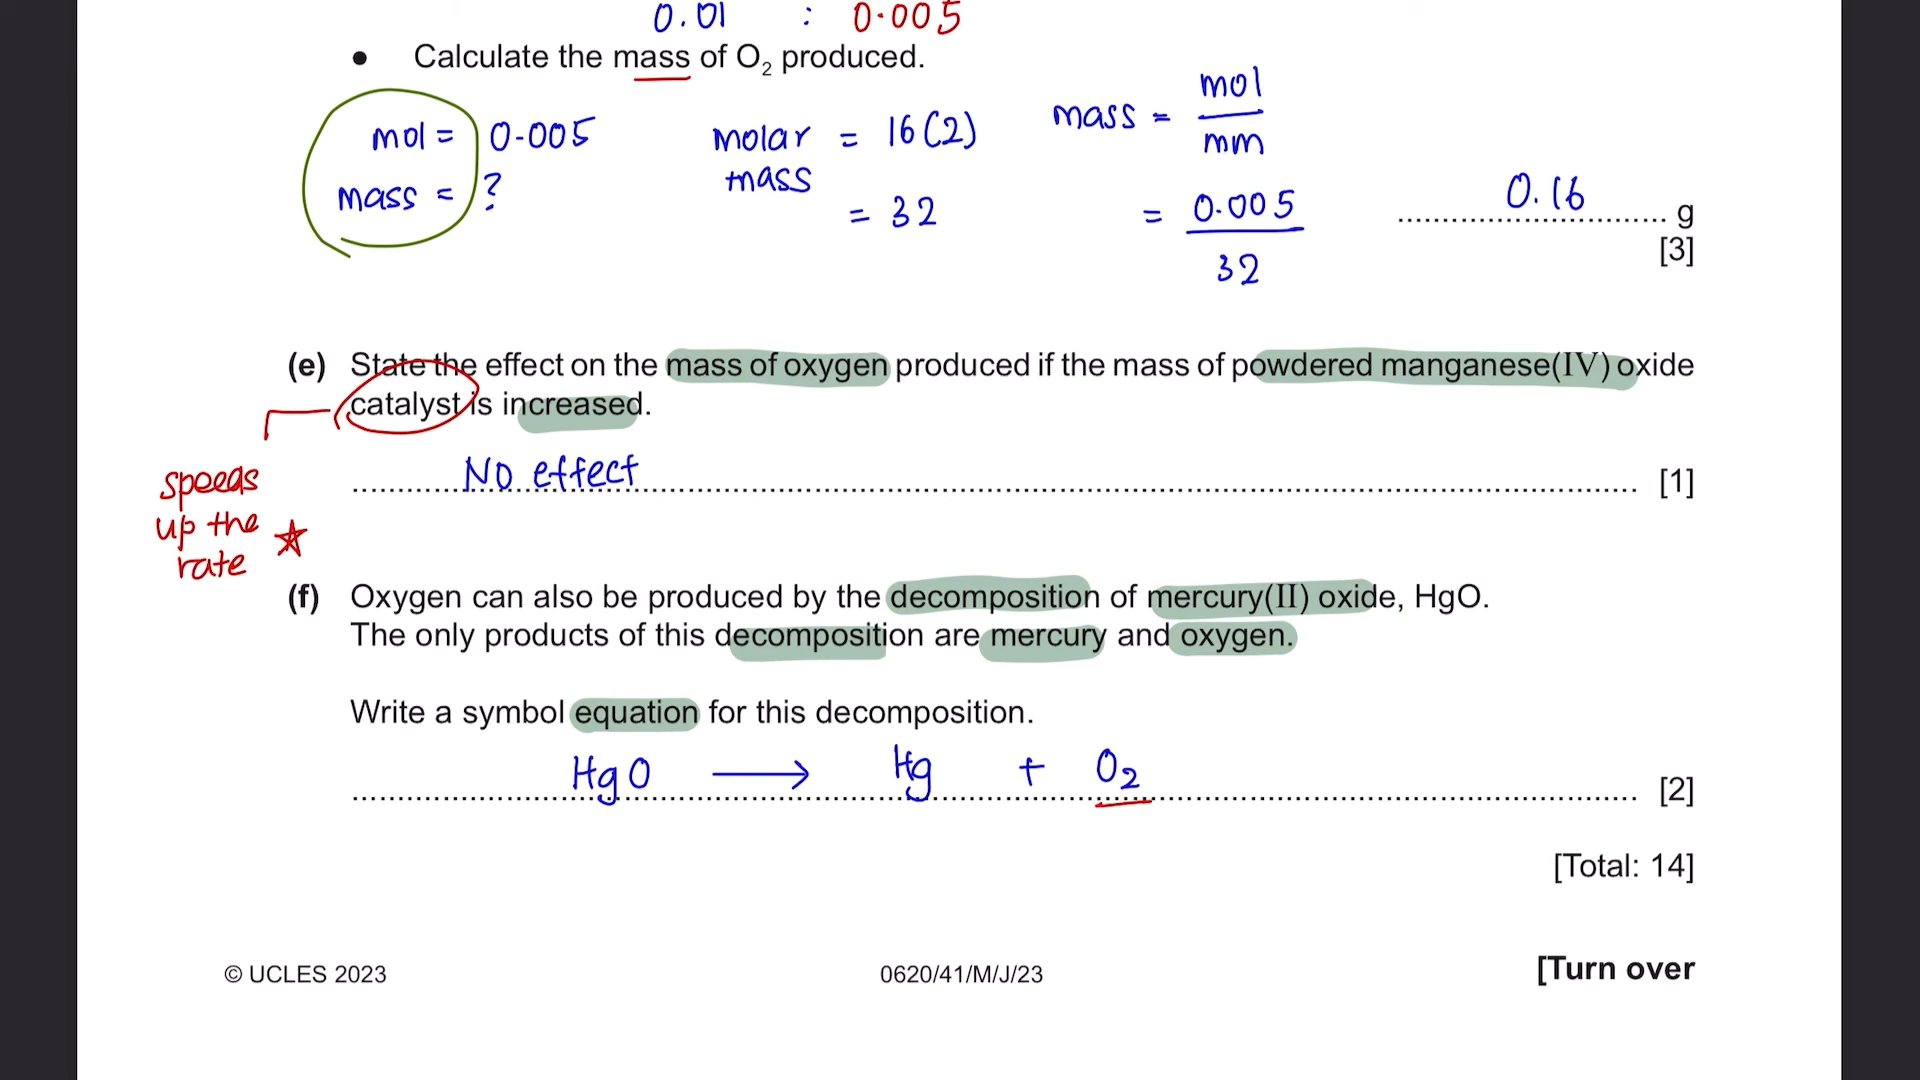 0.01 : 0.005
• Calculate the mass of O₂ produced.
mol = 0.005
mass = ?
molar mass = 16(2)
= 32
mass = mol / mm
= 0.005 / 32
0.16 g
[3]
(e) State the effect on the mass of oxygen produced if the mass of powdered manganese(IV) oxide
catalyst is increased.
speeds
up the
rate
No effect [1]
(f) Oxygen can also be produced by the decomposition of mercury(II) oxide, HgO.
The only products of this decomposition are mercury and oxygen.
Write a symbol equation for this decomposition.
HgO ⟶ Hg + O₂ [2]
[Total: 14]
© UCLES 2023 0620/41/M/J/23 [Turn over